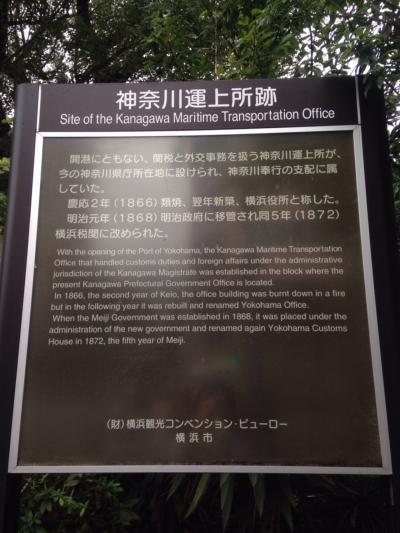 神奈川運上所跡
Site of the Kanagawa Maritime Transportation Office
開港にともない、関税と外交事務を扱う神奈川運上所が、
今の神奈川県庁所在地に設けられ、神奈川奉行の支配に属
していた。
慶応2年(1866)類焼、翌年新築、横浜役所と称した。
明治元年(1868)明治政府に移管され同5年(1872)
横浜税関に改められた。
With the opening of the Port of Yokohama, the Kanagawa Maritime Transportation
Office that handled customs duties and foreign affairs under the administrative
jurisdiction of the Kanagawa Magistrate was established in the block where the
present Kanagawa Prefectural Government Office is located.
In 1866, the second year of Keio, the office building was burnt down in a fire
but in the following year it was rebuilt and renamed Yokohama Office.
When the Meiji Government was established in 1868, it was placed under the
administration of the new government and renamed again Yokohama Customs
House in 1872, the fifth year of Meiji.
(財)横浜観光コンベンション・ビューロー
横浜市